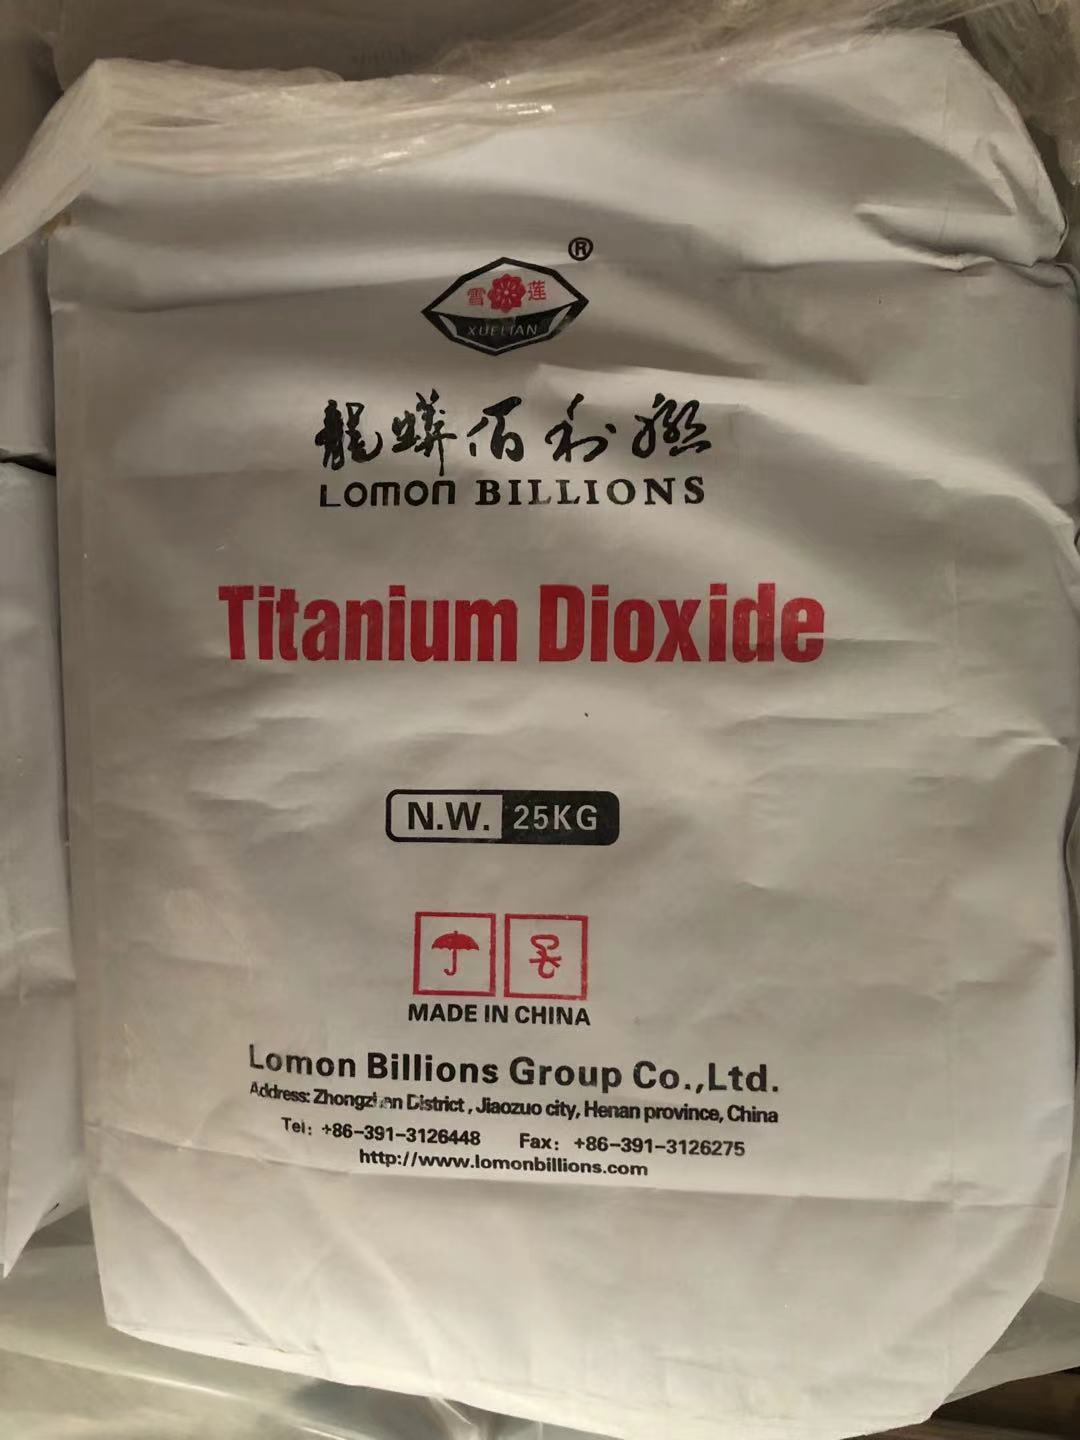 ®
雪 莲
XUELIAN
龍蟒佰利聯
LOMON BILLIONS
Titanium Dioxide
N.W. 25KG
MADE IN CHINA
Lomon Billions Group Co.,Ltd.
Address: Zhongzhan District , Jiaozuo city, Henan province, China
Tel: +86-391-3126448 Fax: +86-391-3126275
http://www.lomonbillions.com